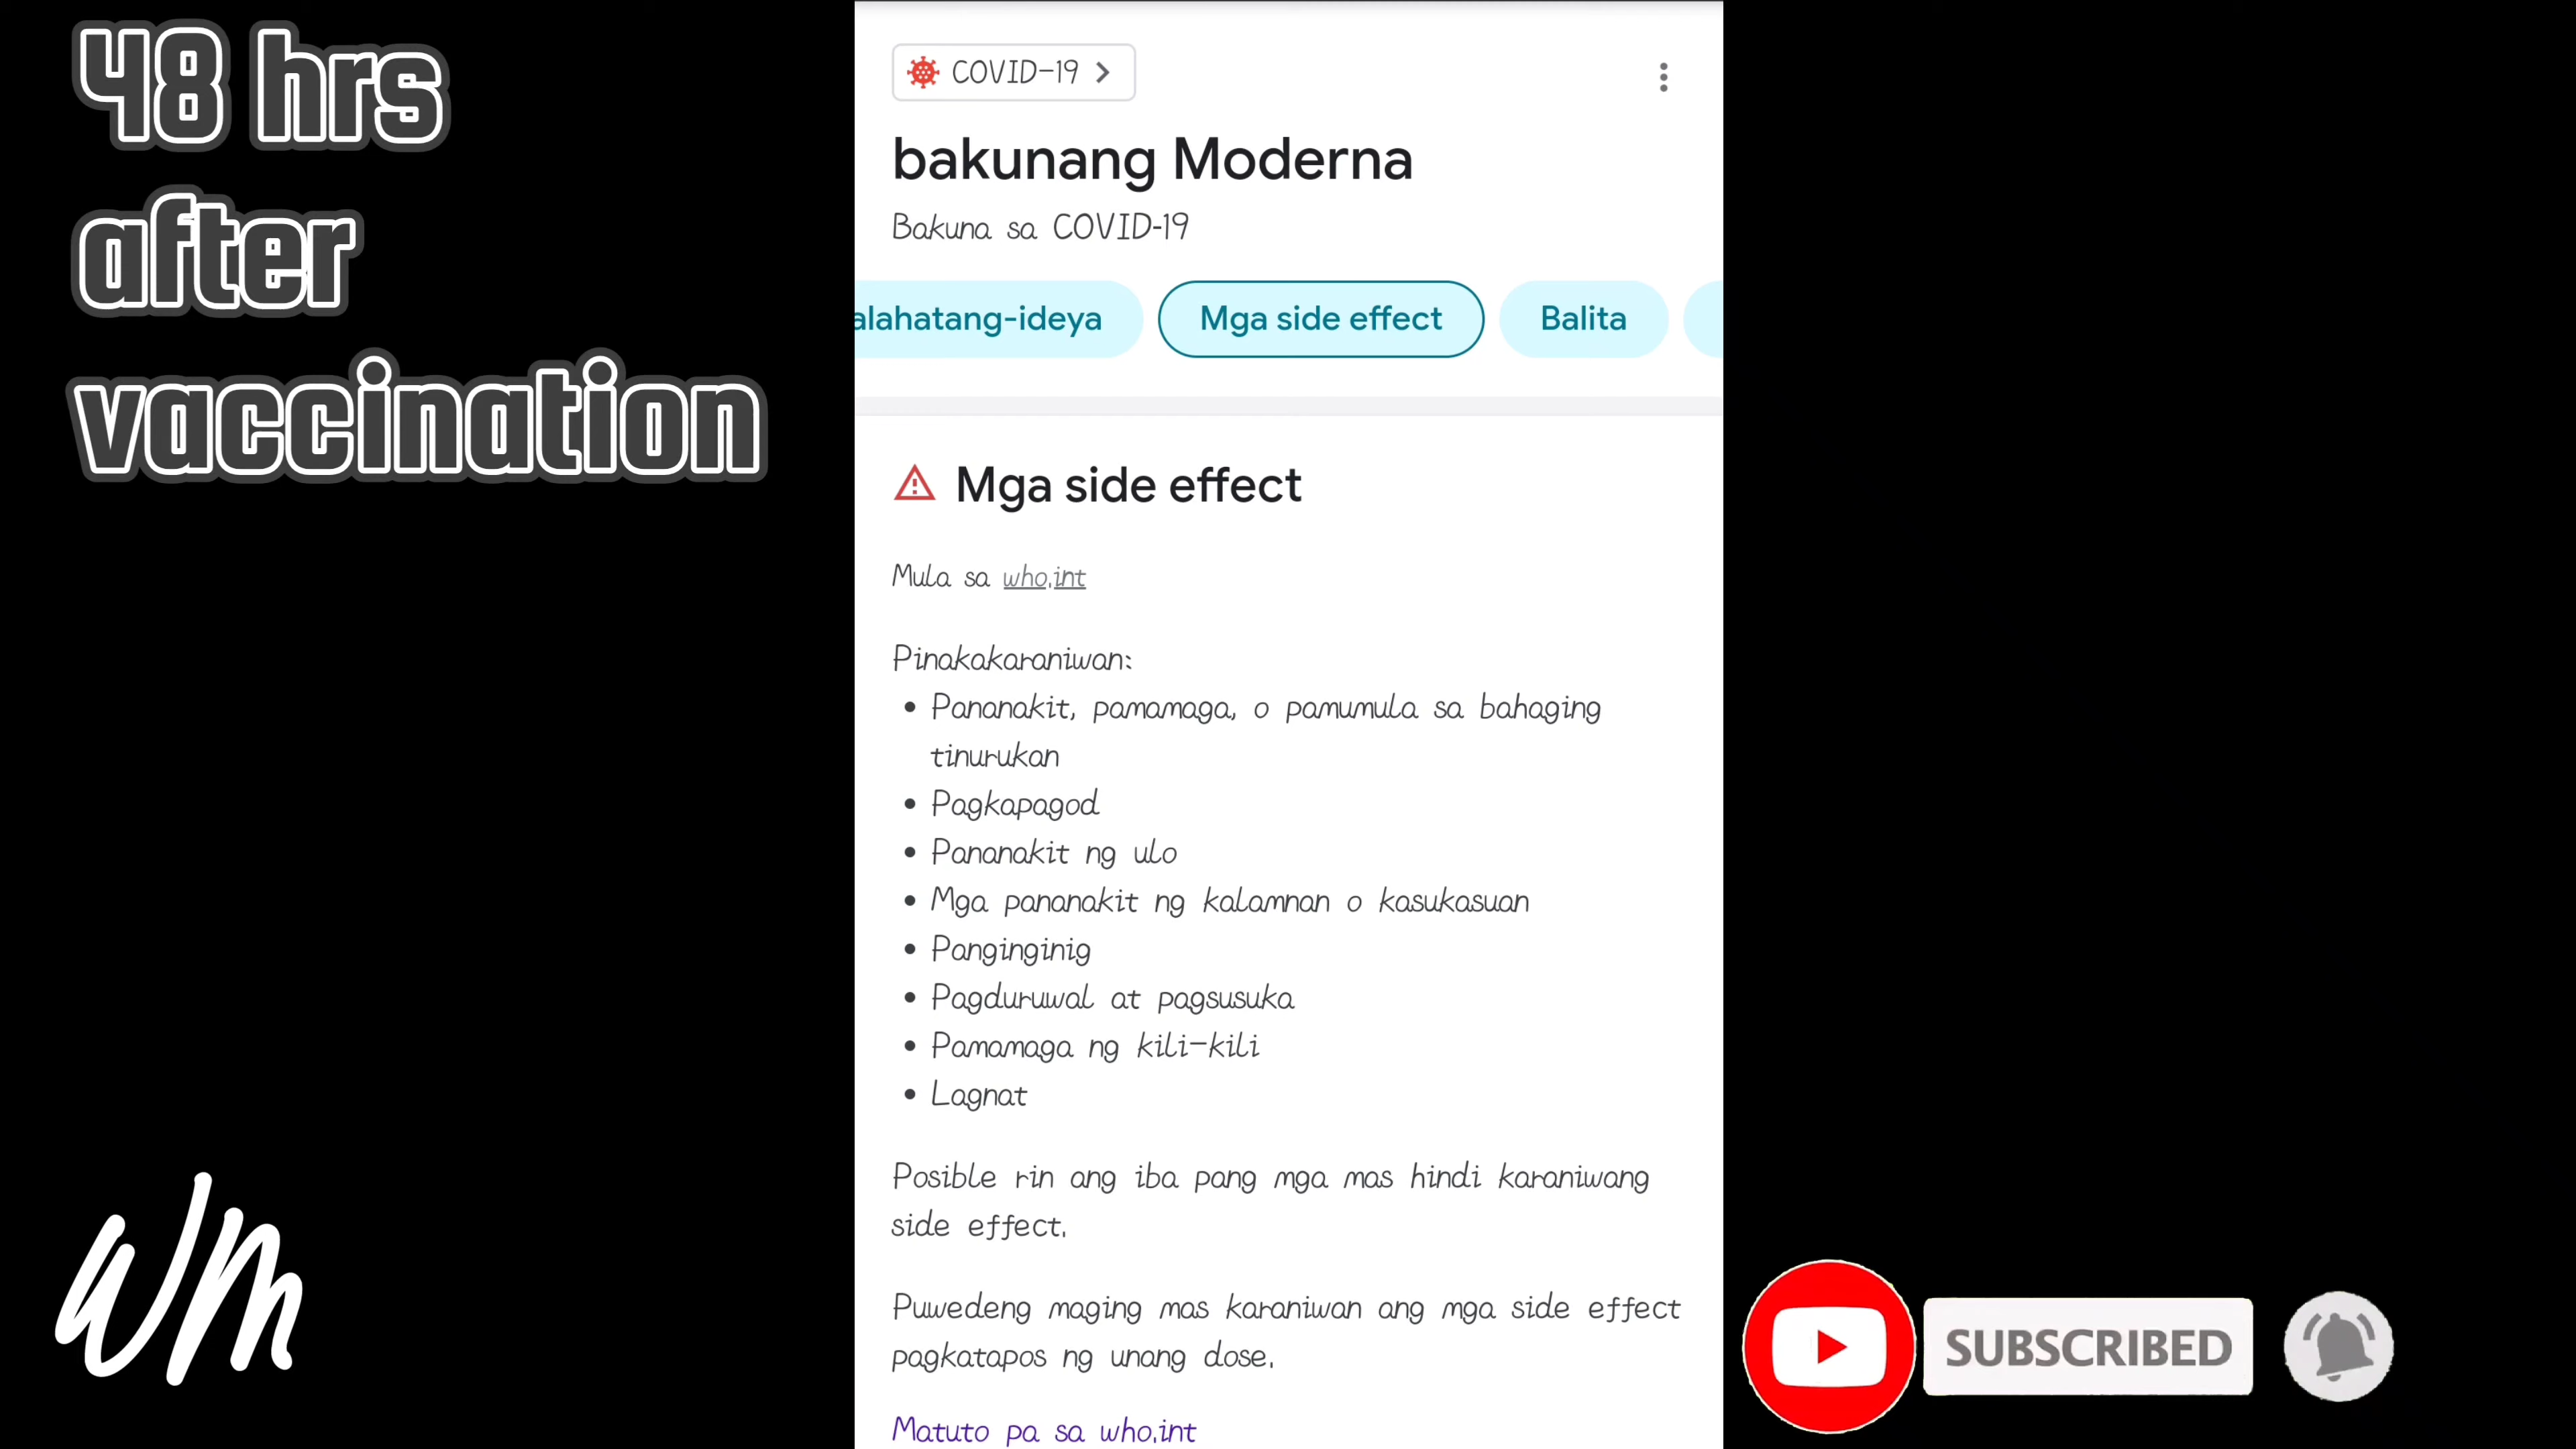 48 hrs
after
vaccination
COVID-19
bakunang Moderna
Bakuna sa COVID-19
alahatang-ideya
Mga side effect
Balita
Mga side effect
Mula sa who.int
Pinakakaraniwan:
• Pananakit, pamamaga, o pamumula sa bahaging
tinurukan
• Pagkapagod
• Pananakit ng ulo
• Mga pananakit ng kalamnan o kasukasuan
• Panginginig
• Pagduruwal at pagsusuka
• Pamamaga ng kili-kili
• Lagnat
Posible rin ang iba pang mga mas hindi karaniwang
side effect.
Puwedeng maging mas karaniwan ang mga side effect
pagkatapos ng unang dose.
Matuto pa sa who.int
WM
SUBSCRIBED